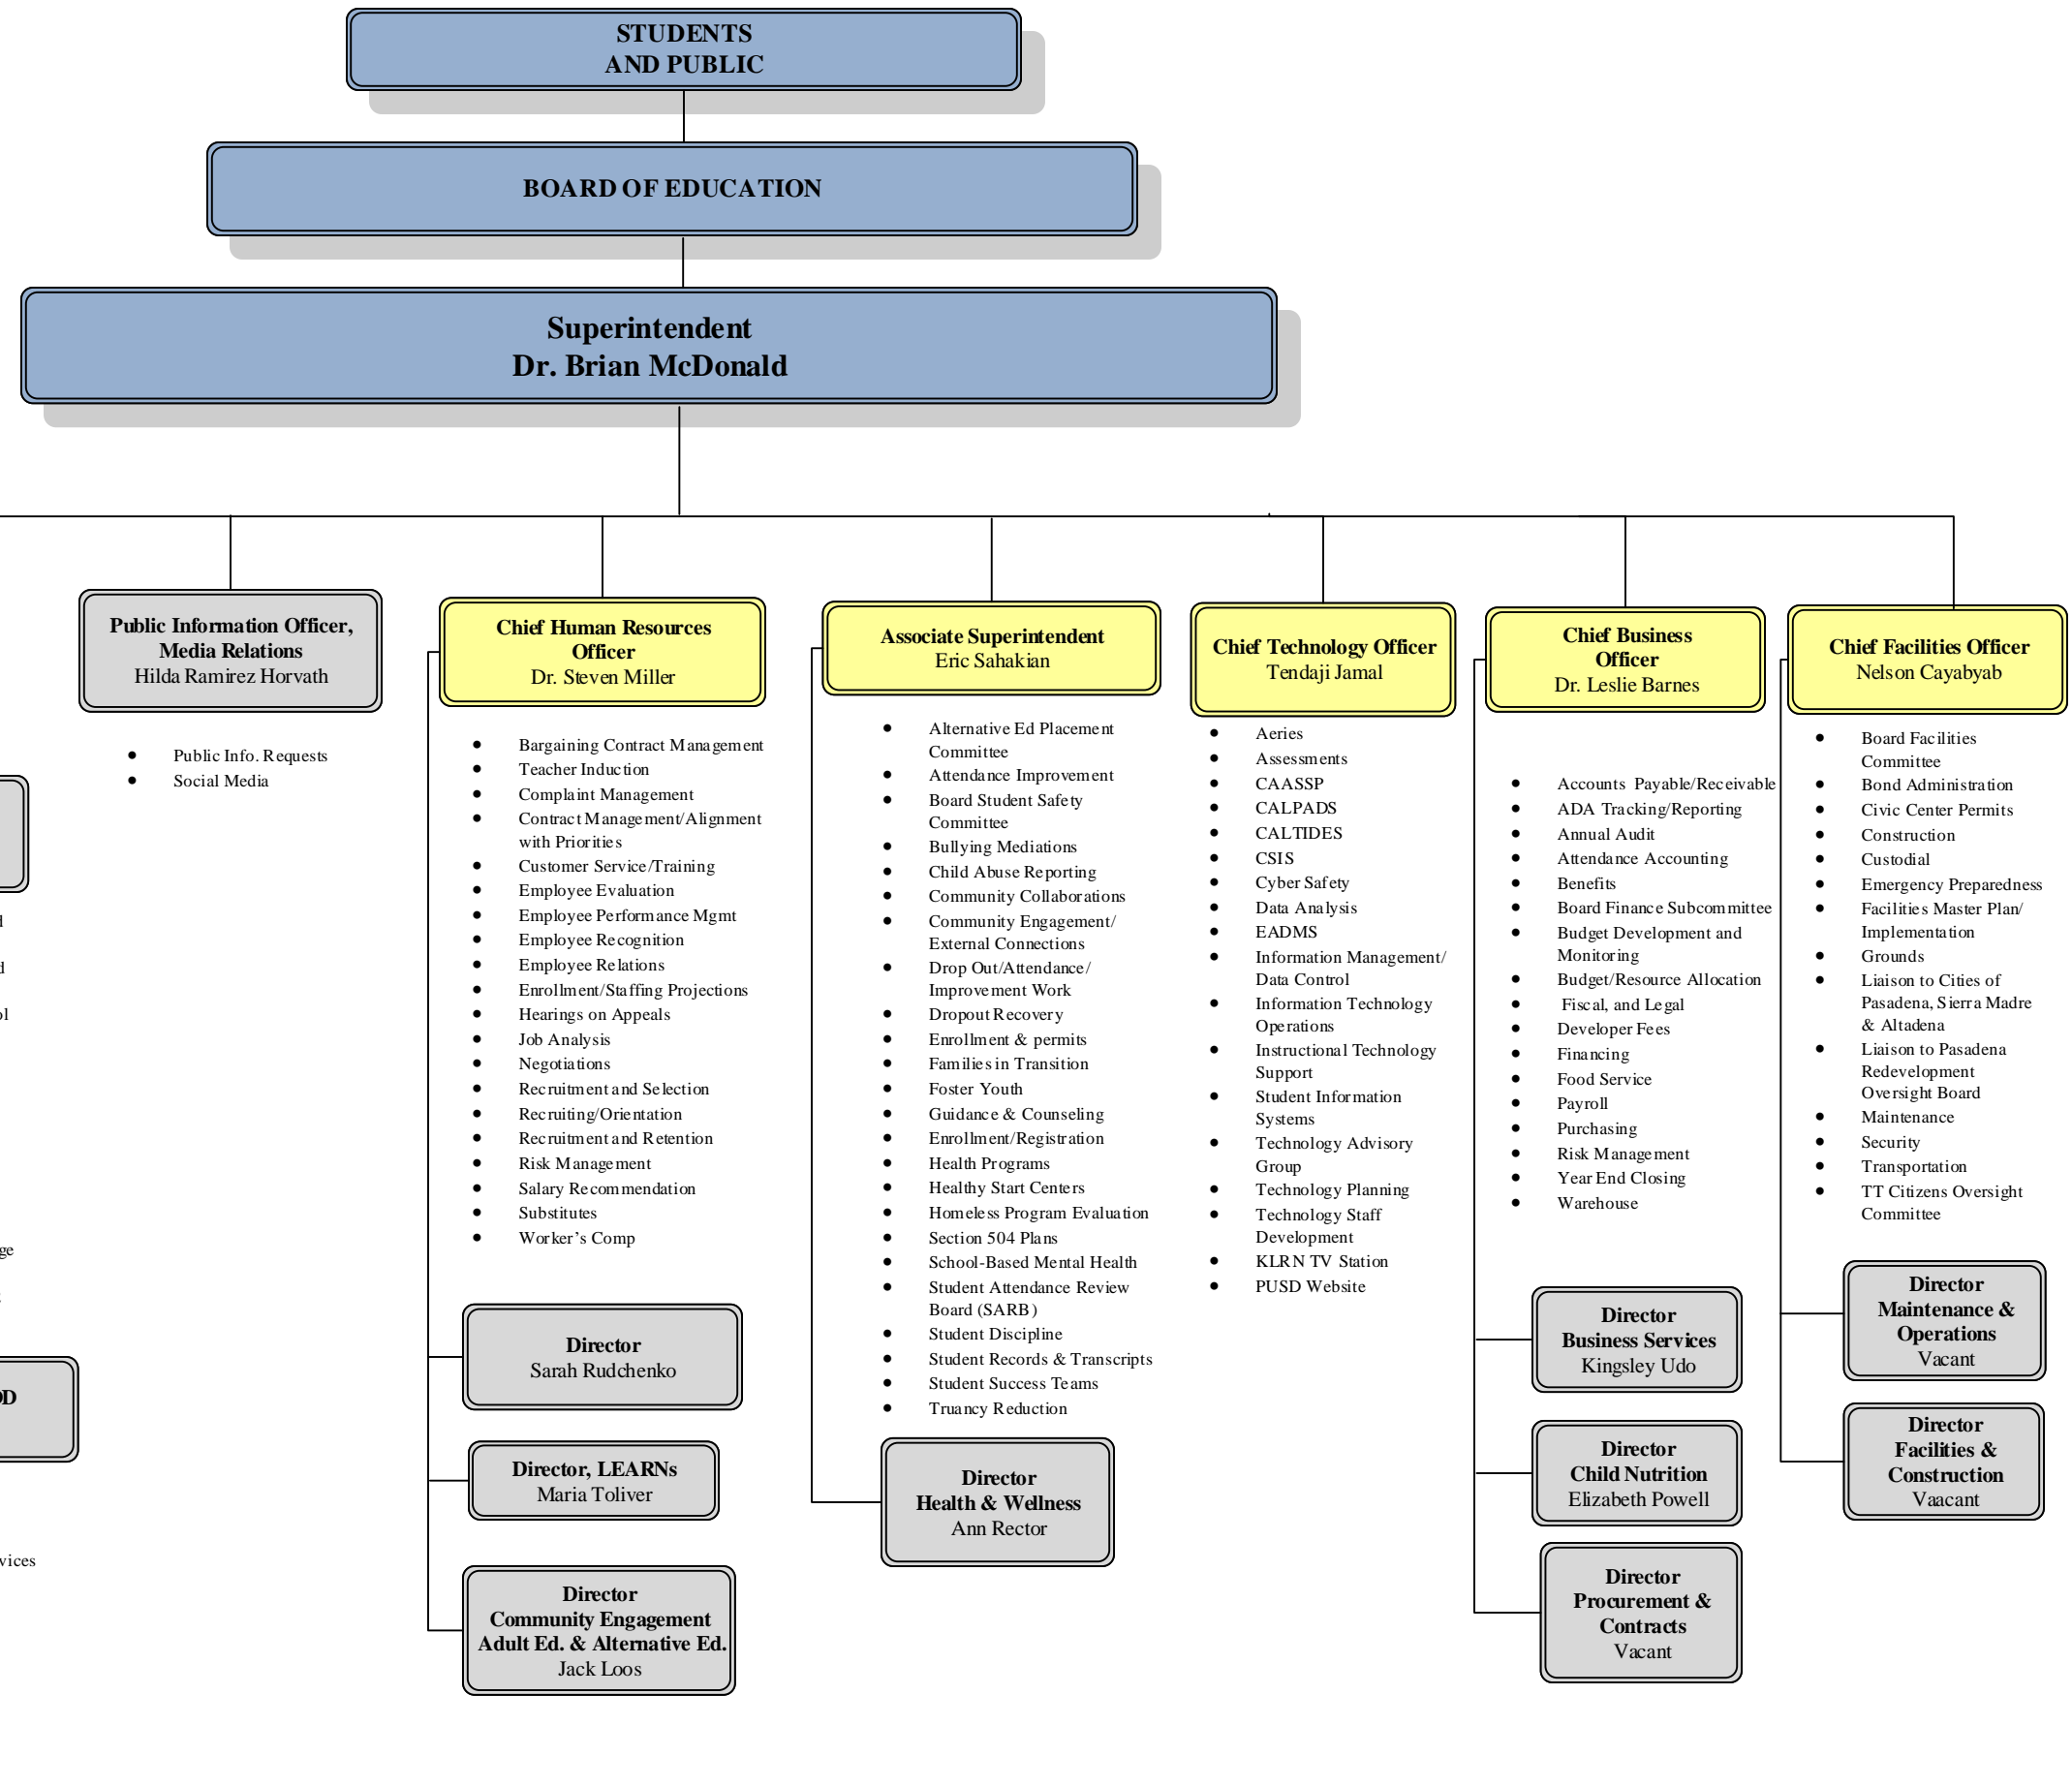 STUDENTS
AND PUBLIC
BOARD OF EDUCATION
Superintendent
Dr. Brian McDonald
Public Information Officer,
Media Relations
Hilda Ramirez Horvath
• Public Info. Requests
• Social Media
Chief Human Resources
Officer
Dr. Steven Miller
• Bargaining Contract Management
• Teacher Induction
• Complaint Management
• Contract Management/Alignment
with Priorities
• Customer Service/Training
• Employee Evaluation
• Employee Performance Mgmt
• Employee Recognition
• Employee Relations
• Enrollment/Staffing Projections
• Hearings on Appeals
• Job Analysis
• Negotiations
• Recruitment and Selection
• Recruiting/Orientation
• Recruitment and Retention
• Risk Management
• Salary Recommendation
• Substitutes
• Worker’s Comp
Director
Sarah Rudchenko
Director, LEARNs
Maria Toliver
Director
Community Engagement
Adult Ed. & Alternative Ed.
Jack Loos
Associate Superintendent
Eric Sahakian
• Alternative Ed Placement
Committee
• Attendance Improvement
• Board Student Safety
Committee
• Bullying Mediations
• Child Abuse Reporting
• Community Collaborations
• Community Engagement/
External Connections
• Drop Out/Attendance/
Improvement Work
• Dropout Recovery
• Enrollment & permits
• Families in Transition
• Foster Youth
• Guidance & Counseling
• Enrollment/Registration
• Health Programs
• Healthy Start Centers
• Homeless Program Evaluation
• Section 504 Plans
• School-Based Mental Health
• Student Attendance Review
Board (SARB)
• Student Discipline
• Student Records & Transcripts
• Student Success Teams
• Truancy Reduction
Director
Health & Wellness
Ann Rector
Chief Technology Officer
Tendaji Jamal
• Aeries
• Assessments
• CAASSP
• CALPADS
• CALTIDES
• CSIS
• Cyber Safety
• Data Analysis
• EADMS
• Information Management/
Data Control
• Information Technology
Operations
• Instructional Technology
Support
• Student Information
Systems
• Technology Advisory
Group
• Technology Planning
• Technology Staff
Development
• KLRN TV Station
• PUSD Website
Chief Business
Officer
Dr. Leslie Barnes
• Accounts Payable/Receivable
• ADA Tracking/Reporting
• Annual Audit
• Attendance Accounting
• Benefits
• Board Finance Subcommittee
• Budget Development and
Monitoring
• Budget/Resource Allocation
• Fiscal, and Legal
• Developer Fees
• Financing
• Food Service
• Payroll
• Purchasing
• Risk Management
• Year End Closing
• Warehouse
Director
Business Services
Kingsley Udo
Director
Child Nutrition
Elizabeth Powell
Director
Procurement &
Contracts
Vacant
Chief Facilities Officer
Nelson Cayabyab
• Board Facilities
Committee
• Bond Administration
• Civic Center Permits
• Construction
• Custodial
• Emergency Preparedness
• Facilities Master Plan/
Implementation
• Grounds
• Liaison to Cities of
Pasadena, Sierra Madre
& Altadena
• Liaison to Pasadena
Redevelopment
Oversight Board
• Maintenance
• Security
• Transportation
• TT Citizens Oversight
Committee
Director
Maintenance &
Operations
Vacant
Director
Facilities &
Construction
Vaacant